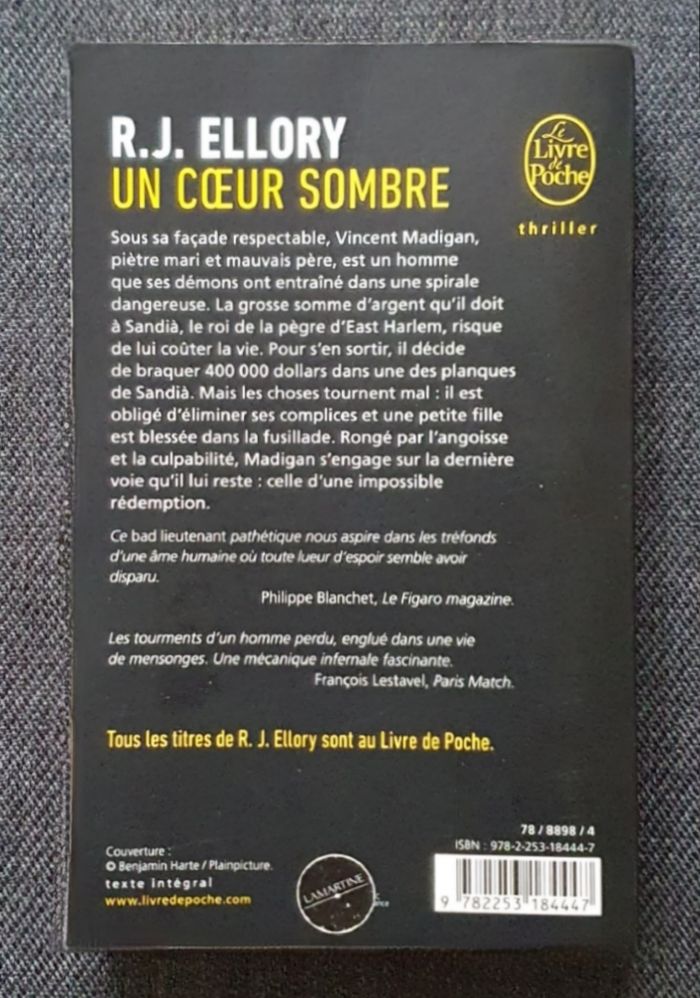 R.J. ELLORY
UN CŒUR SOMBRE
Le
Livre
de
Poche
thriller
Sous sa façade respectable, Vincent Madigan,
piètre mari et mauvais père, est un homme
que ses démons ont entraîné dans une spirale
dangereuse. La grosse somme d'argent qu'il doit
à Sandià, le roi de la pègre d'East Harlem, risque
de lui coûter la vie. Pour s'en sortir, il décide
de braquer 400 000 dollars dans une des planques
de Sandià. Mais les choses tournent mal : il est
obligé d'éliminer ses complices et une petite fille
est blessée dans la fusillade. Rongé par l'angoisse
et la culpabilité, Madigan s'engage sur la dernière
voie qu'il lui reste : celle d'une impossible
rédemption.
Ce bad lieutenant pathétique nous aspire dans les tréfonds
d'une âme humaine où toute lueur d'espoir semble avoir
disparu.
Philippe Blanchet, Le Figaro magazine.
Les tourments d'un homme perdu, englué dans une vie
de mensonges. Une mécanique infernale fascinante.
François Lestavel, Paris Match.
Tous les titres de R. J. Ellory sont au Livre de Poche.
Couverture :
© Benjamin Harte / Plainpicture.
texte intégral
www.livredepoche.com
LAMARTINE
78 / 8898 / 4
ISBN : 978-2-253-18444-7
9 782253 184447